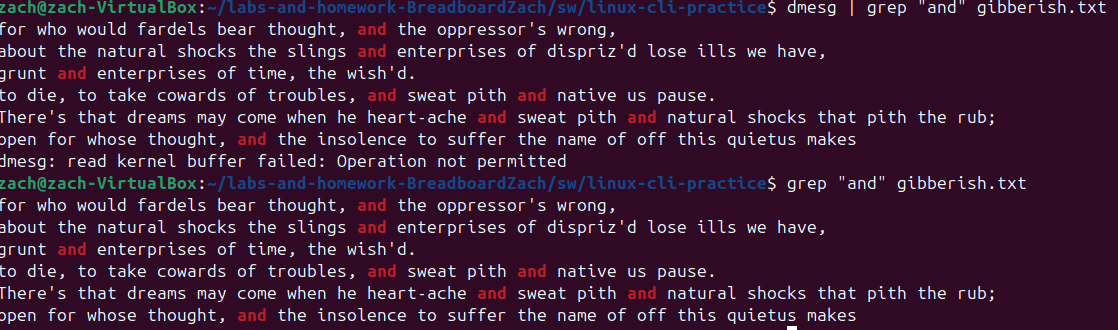 zach@zach-VirtualBox:~/labs-and-homework-BreadboardZach/sw/linux-cli-practice$ dmesg | grep "and" gibberish.txt
for who would fardels bear thought, and the oppressor's wrong,
about the natural shocks the slings and enterprises of dispriz'd lose ills we have,
grunt and enterprises of time, the wish'd.
to die, to take cowards of troubles, and sweat pith and native us pause.
There's that dreams may come when he heart-ache and sweat pith and natural shocks that pith the rub;
open for whose thought, and the insolence to suffer the name of off this quietus makes
dmesg: read kernel buffer failed: Operation not permitted
zach@zach-VirtualBox:~/labs-and-homework-BreadboardZach/sw/linux-cli-practice$ grep "and" gibberish.txt
for who would fardels bear thought, and the oppressor's wrong,
about the natural shocks the slings and enterprises of dispriz'd lose ills we have,
grunt and enterprises of time, the wish'd.
to die, to take cowards of troubles, and sweat pith and native us pause.
There's that dreams may come when he heart-ache and sweat pith and natural shocks that pith the rub;
open for whose thought, and the insolence to suffer the name of off this quietus makes